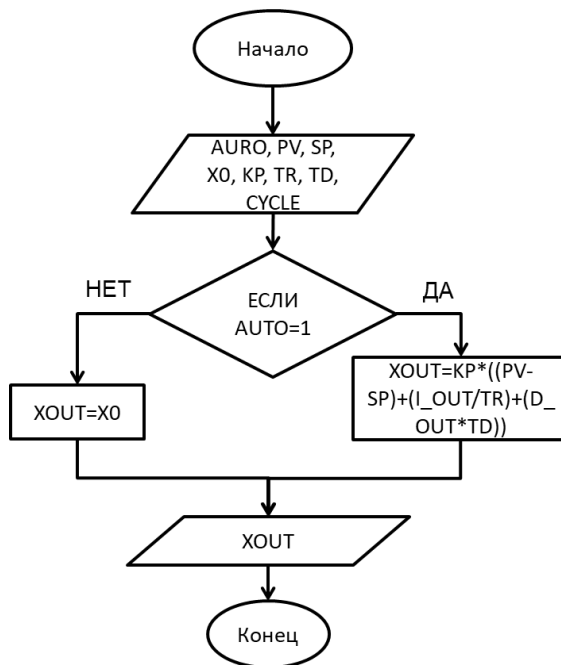 Начало
AURO, PV, SP,
X0, KP, TR, TD,
CYCLE
НЕТ
ЕСЛИ
AUTO=1
ДА
XOUT=X0
XOUT=KP*((PV-
SP)+(I_OUT/TR)+(D_
OUT*TD))
XOUT
Конец